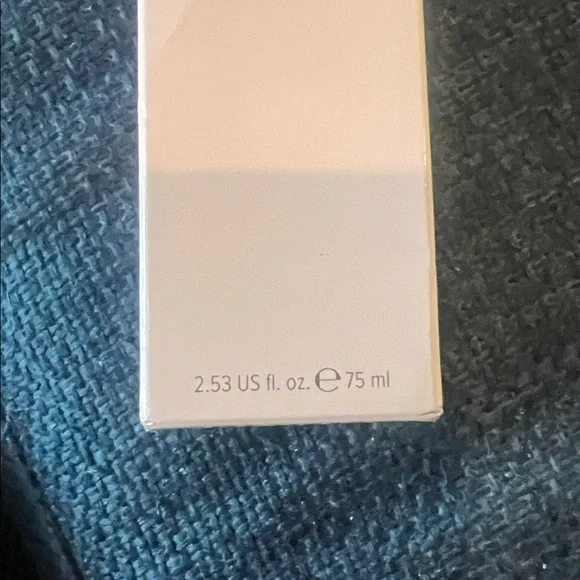 2.53 US fl. oz. ℮ 75 ml